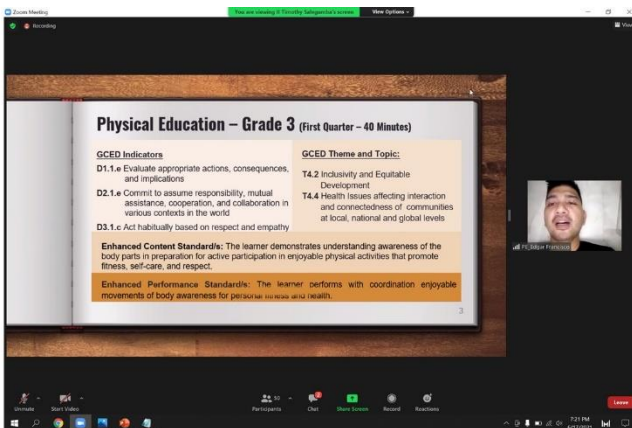 Zoom Meeting
You are viewing II Timothy Salegarcha's screen View Options
Recording
View
Physical Education – Grade 3 (First Quarter – 40 Minutes)
GCED Indicators
D1.1.e Evaluate appropriate actions, consequences,
and implications
D2.1.e Commit to assume responsibility, mutual
assistance, cooperation, and collaboration in
various contexts in the world
D3.1.c Act habitually based on respect and empathy
GCED Theme and Topic:
T4.2 Inclusivity and Equitable
Development
T4.4 Health Issues affecting interaction
and connectedness of communities
at local, national and global levels
Enhanced Content Standard/s: The learner demonstrates understanding awareness of the
body parts in preparation for active participation in enjoyable physical activities that promote
fitness, self-care, and respect.
Enhanced Performance Standard/s: The learner performs with coordination enjoyable
movements of body awareness for personal fitness and health.
3
Francisco
Unmute
Start Video
Participants
50
Chat
Share Screen
Record
Reactions
Leave
7:21 PM